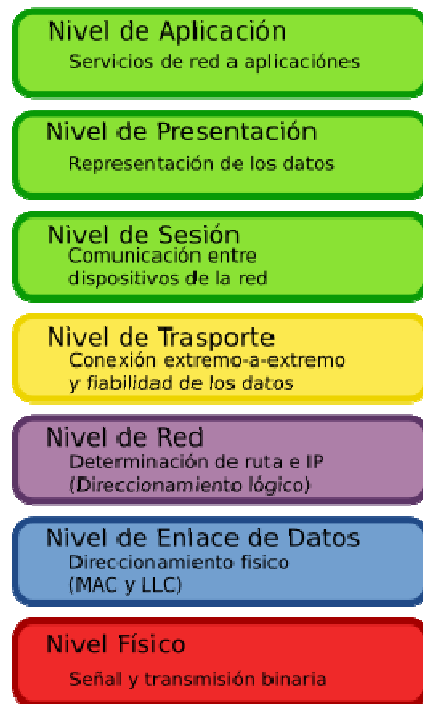 Nivel de Aplicación
Servicios de red a aplicaciónes
Nivel de Presentación
Representación de los datos
Nivel de Sesión
Comunicación entre
dispositivos de la red
Nivel de Trasporte
Conexión extremo-a-extremo
y fiabilidad de los datos
Nivel de Red
Determinación de ruta e IP
(Direccionamiento lógico)
Nivel de Enlace de Datos
Direccionamiento fisico
(MAC y LLC)
Nivel Físico
Señal y transmisión binaria